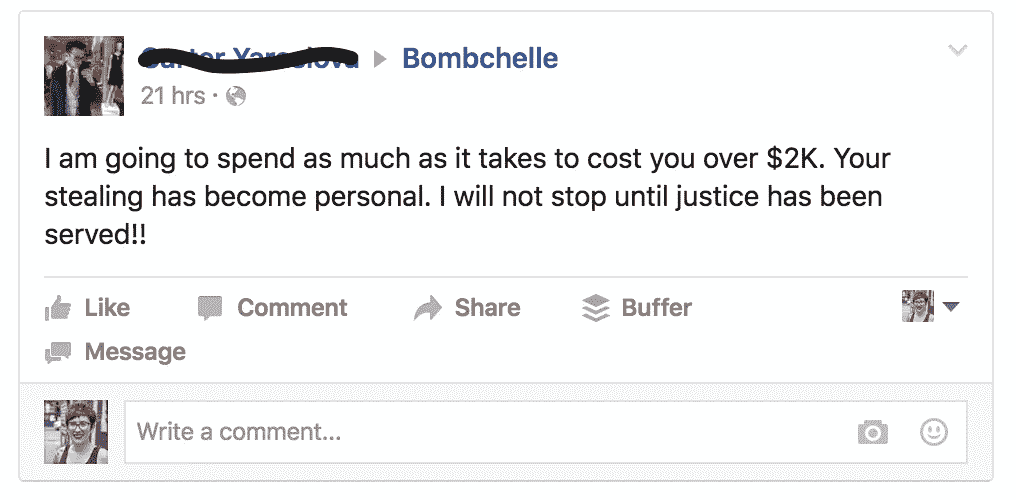 Bombchelle
21 hrs ·
I am going to spend as much as it takes to cost you over $2K. Your
stealing has become personal. I will not stop until justice has been
served!!
Like Comment Share Buffer
Message
Write a comment...